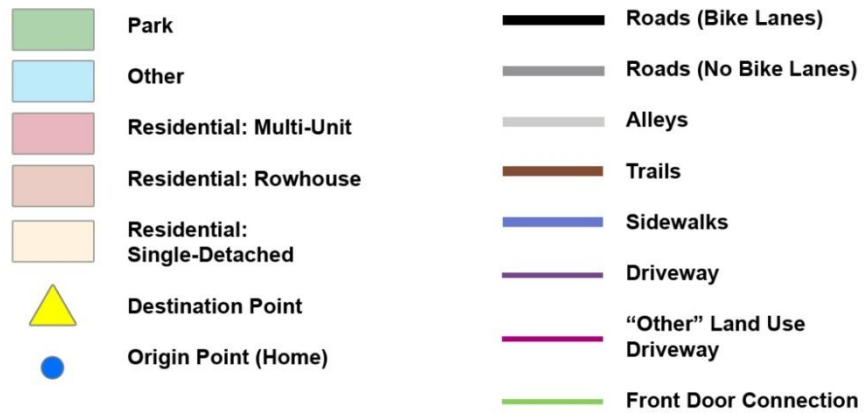 Park
Other
Residential: Multi-Unit
Residential: Rowhouse
Residential:
Single-Detached
Destination Point
Origin Point (Home)
Roads (Bike Lanes)
Roads (No Bike Lanes)
Alleys
Trails
Sidewalks
Driveway
“Other” Land Use
Driveway
Front Door Connection